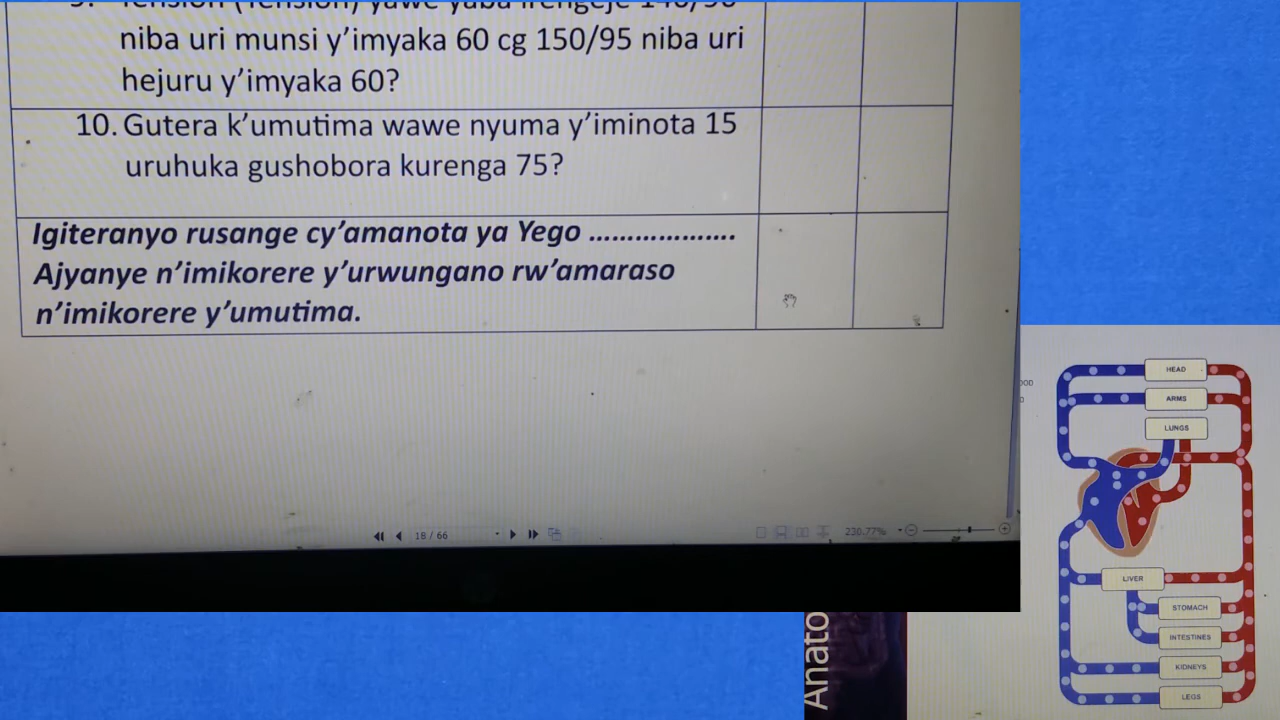 niba uri munsi y’imyaka 60 cg 150/95 niba uri
hejuru y’imyaka 60?
10. Gutera k’umutima wawe nyuma y’iminota 15
uruhuka gushobora kurenga 75?
Igiteranyo rusange cy’amanota ya Yego ...................
Ajyanye n’imikorere y’urwungano rw’amaraso
n’imikorere y’umutima.
18 / 66
230.77%
HEAD
ARMS
LUNGS
LIVER
STOMACH
INTESTINES
KIDNEYS
LEGS
Anato